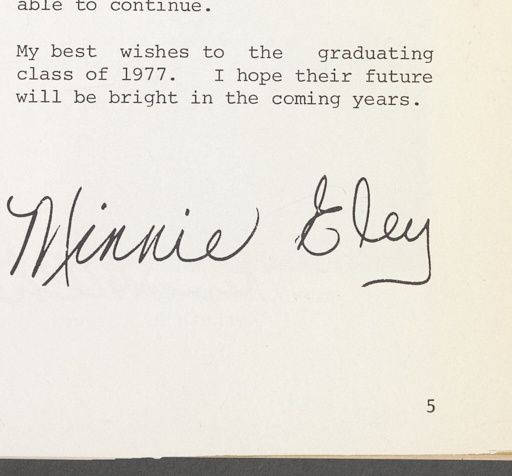 able to continue.
My best wishes to the graduating
class of 1977. I hope their future
will be bright in the coming years.
Minnie Eley
5